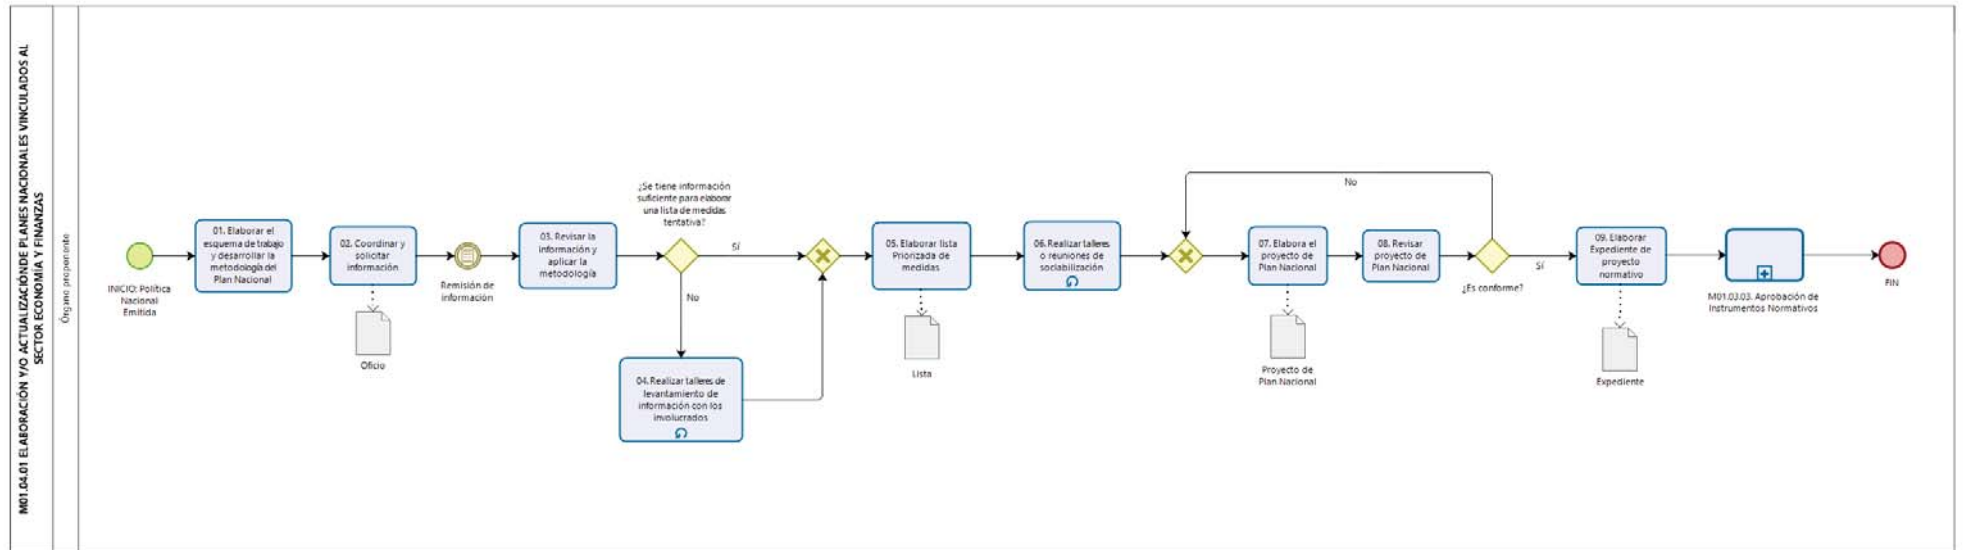 M01.04.01 ELABORACIÓN Y/O ACTUALIZACIÓNDE PLANES NACIONALES VINCULADOS AL
SECTOR ECONOMÍA Y FINANZAS
Órgano proponente
INICIO: Política
Nacional
Emitida
01. Elaborar el
esquema de trabajo
y desarrollar la
metodología del
Plan Nacional
02. Coordinar y
solicitar
información
Oficio
Remisión de
información
03. Revisar la
información y
aplicar la
metodología
¿Se tiene información
suficiente para elaborar
una lista de medidas
tentativa?
Sí
No
04. Realizar talleres de
levantamiento de
información con los
involucrados
05. Elaborar lista
Priorizada de
medidas
Lista
06. Realizar talleres
o reuniones de
sociabilización
No
07. Elabora el
proyecto de
Plan Nacional
Proyecto de
Plan Nacional
08. Revisar
proyecto de
Plan Nacional
¿Es conforme?
Sí
09. Elaborar
Expediente de
proyecto
normativo
Expediente
M01.03.03. Aprobación de
Instrumentos Normativos
FIN